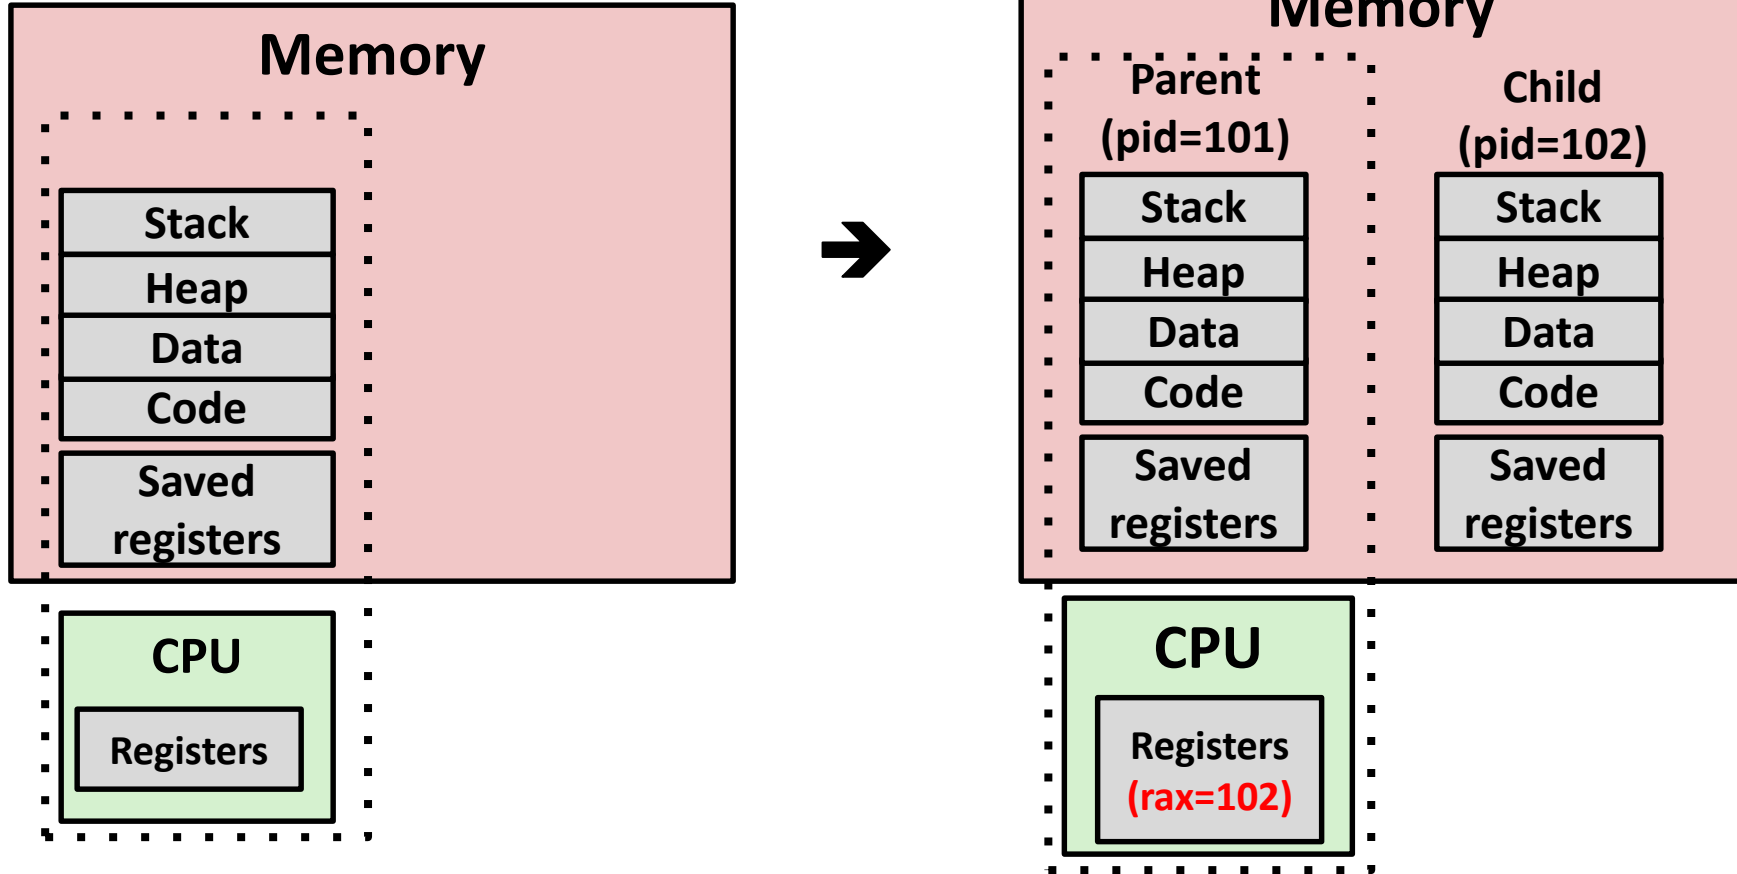 Memory
Stack
Heap
Data
Code
Saved
registers
CPU
Registers
Memory
Parent
(pid=101)
Stack
Heap
Data
Code
Saved
registers
Child
(pid=102)
Stack
Heap
Data
Code
Saved
registers
CPU
Registers
(rax=102)